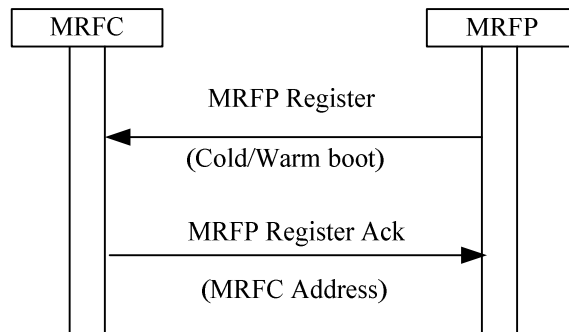 MRFC
MRFP
MRFP Register
(Cold/Warm boot)
MRFP Register Ack
(MRFC Address)